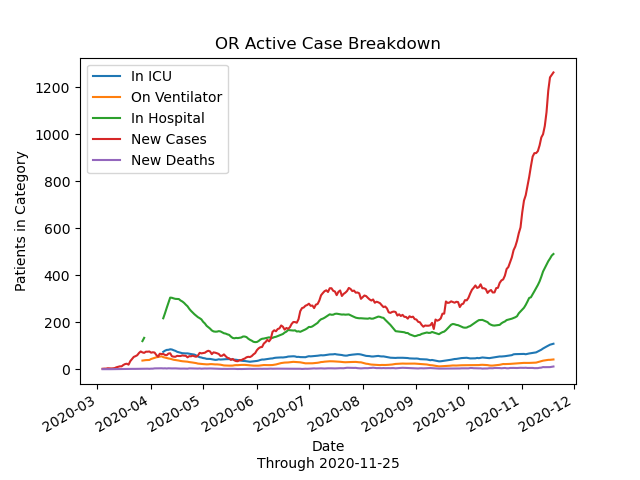 OR Active Case Breakdown
In ICU
On Ventilator
In Hospital
New Cases
New Deaths
Patients in Category
1200
1000
800
600
400
200
0
2020-03
2020-04
2020-05
2020-06
2020-07
2020-08
2020-09
2020-10
2020-11
2020-12
Date
Through 2020-11-25